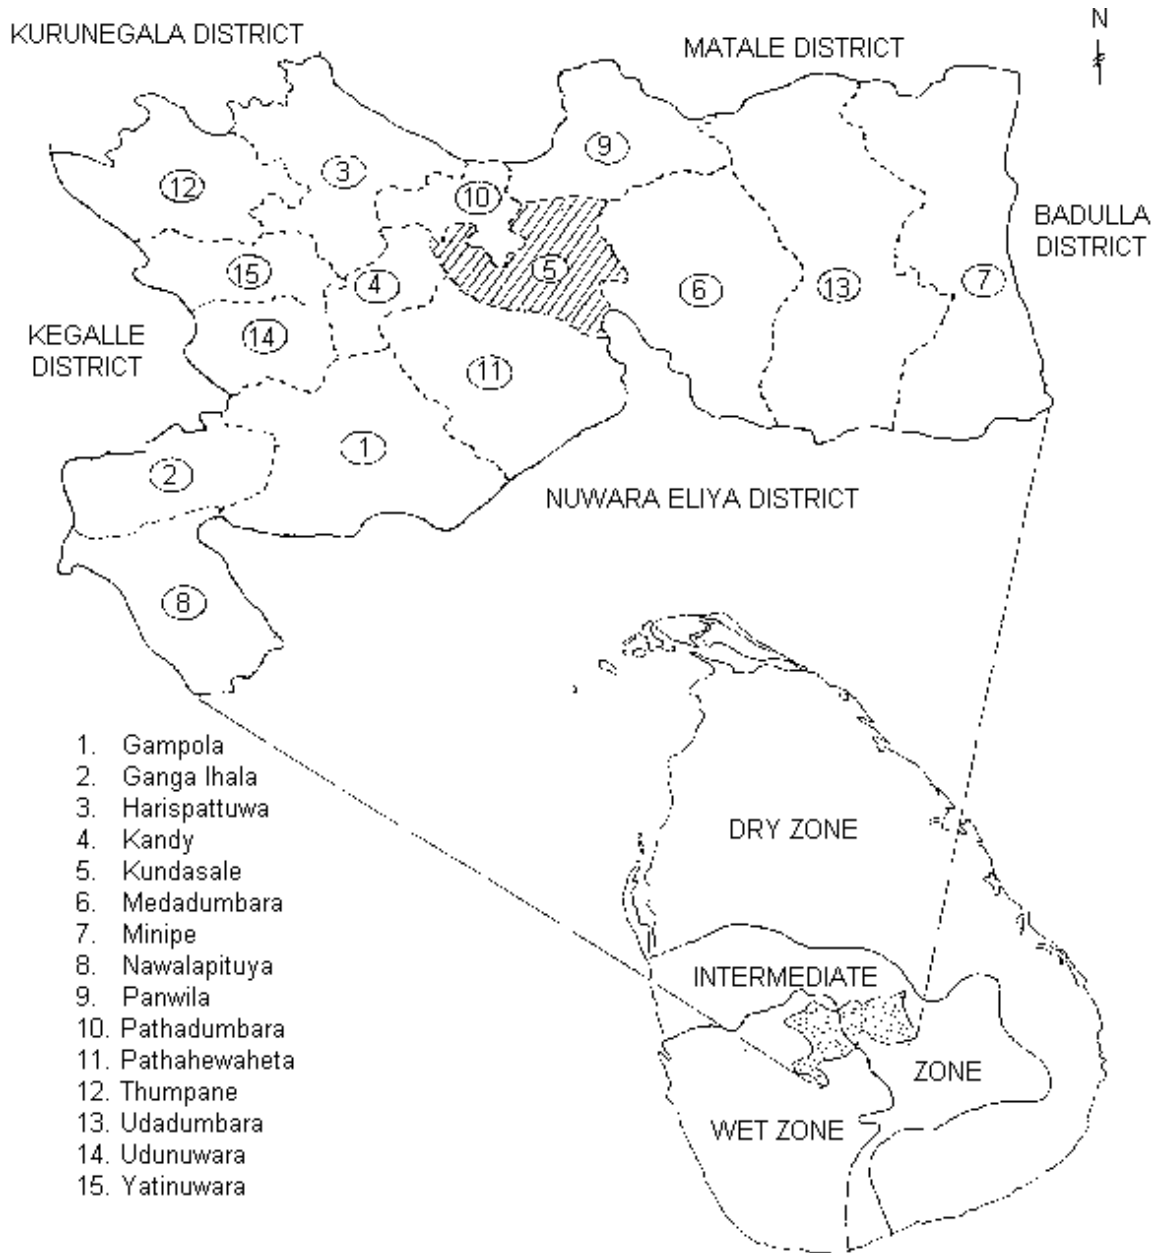 N
KURUNEGALA DISTRICT
MATALE DISTRICT
9
3
12
10
BADULLA
DISTRICT
15
5
4
6
13
7
KEGALLE
DISTRICT
14
11
1
2
NUWARA ELIYA DISTRICT
8
1. Gampola
2. Ganga Ihala
3. Harispattuwa
4. Kandy
5. Kundasale
6. Medadumbara
7. Minipe
8. Nawalapituya
9. Panwila
10. Pathadumbara
11. Pathahewaheta
12. Thumpane
13. Udadumbara
14. Udunuwara
15. Yatinuwara
DRY ZONE
INTERMEDIATE
ZONE
WET ZONE